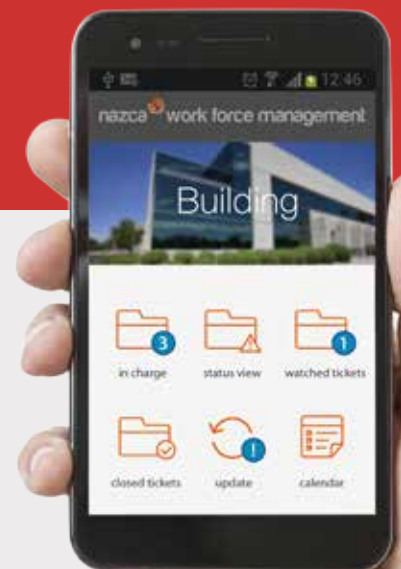 12:46
nazca work force management
Building
3
1
in charge
status view
watched tickets
!
closed tickets
update
calendar